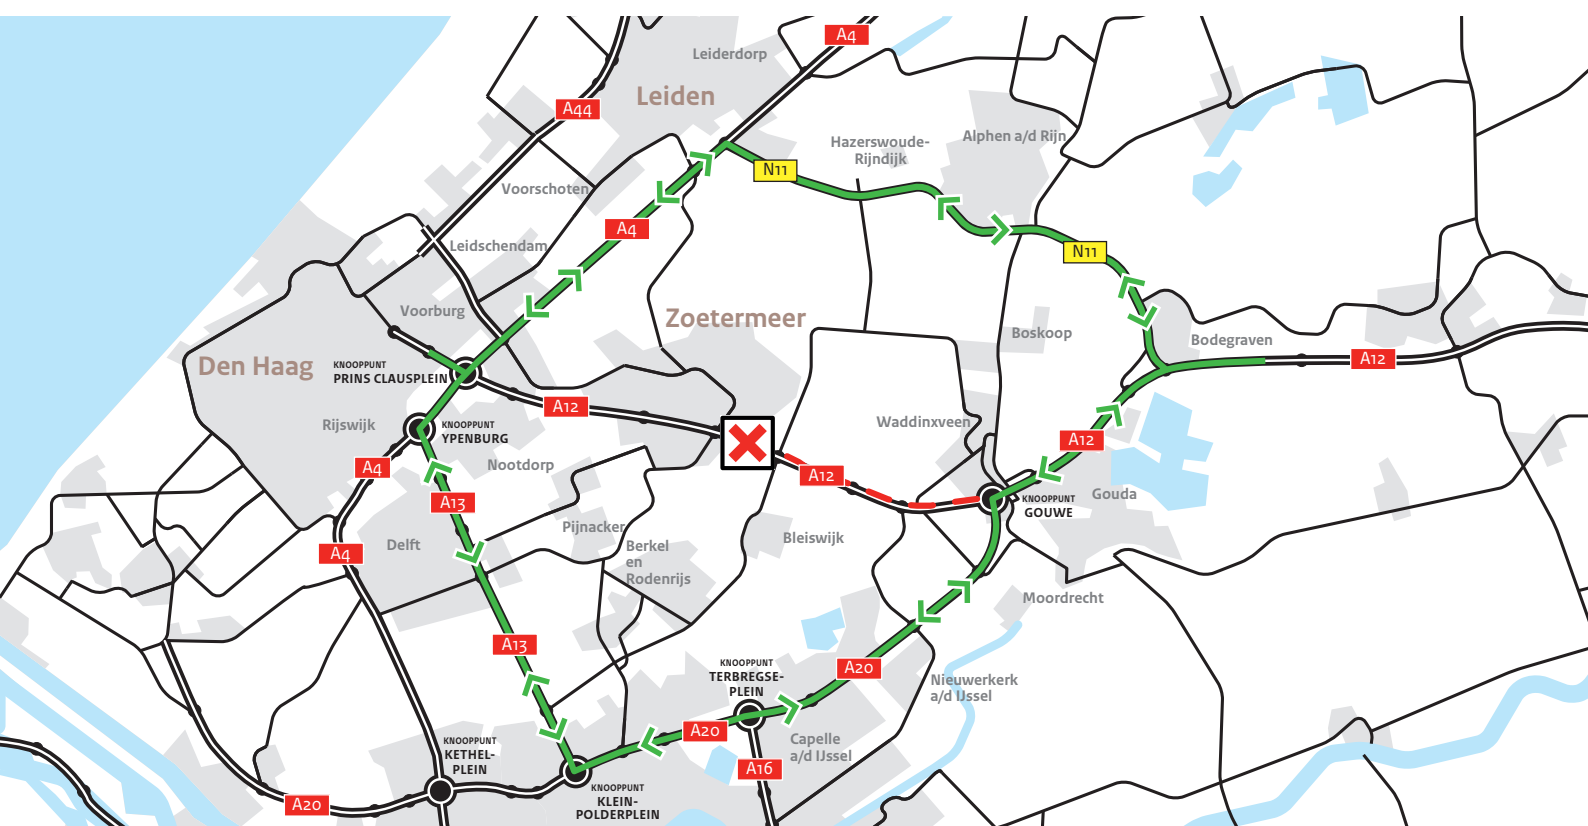 A4
Leiderdorp
Leiden
A44
Hazerswoude-
Rijndijk
Alphen a/d Rijn
N11
Voorschoten
A4
Leidschendam
N11
Voorburg
Zoetermeer
Boskoop
Bodegraven
A12
Den Haag
KNOOPPUNT
PRINS CLAUSPLEIN
A12
Rijswijk
KNOOPPUNT
YPENBURG
Waddinxveen
A12
A4
Nootdorp
A12
A13
KNOOPPUNT
GOUWE
Gouda
Pijnacker
Delft
A4
Bleiswijk
Berkel
en
Rodenrijs
Moordrecht
A13
KNOOPPUNT
TERBREGSE-
PLEIN
A20
Nieuwerkerk
a/d IJssel
A20
KNOOPPUNT
KETHEL-
PLEIN
Capelle
a/d IJssel
A16
KNOOPPUNT
KLEIN-
POLDERPLEIN
A20